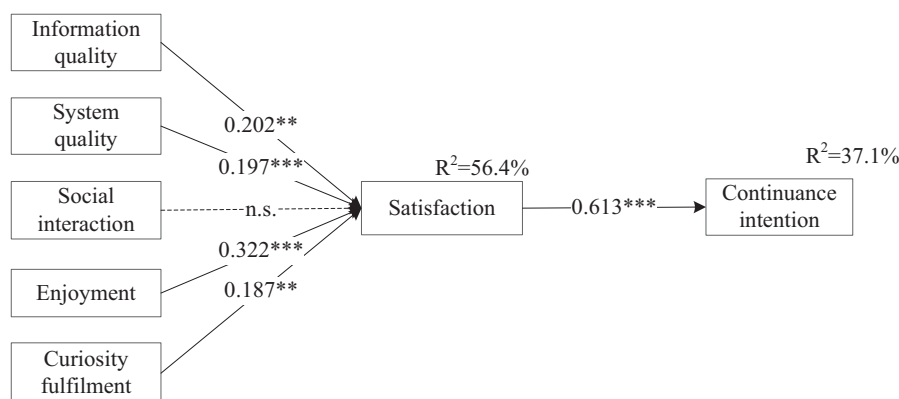 Information
quality
System
quality
Social
interaction
Enjoyment
Curiosity
fulfilment
0.202**
0.197***
n.s.
0.322***
0.187**
R²=56.4%
Satisfaction
0.613***
R²=37.1%
Continuance
intention